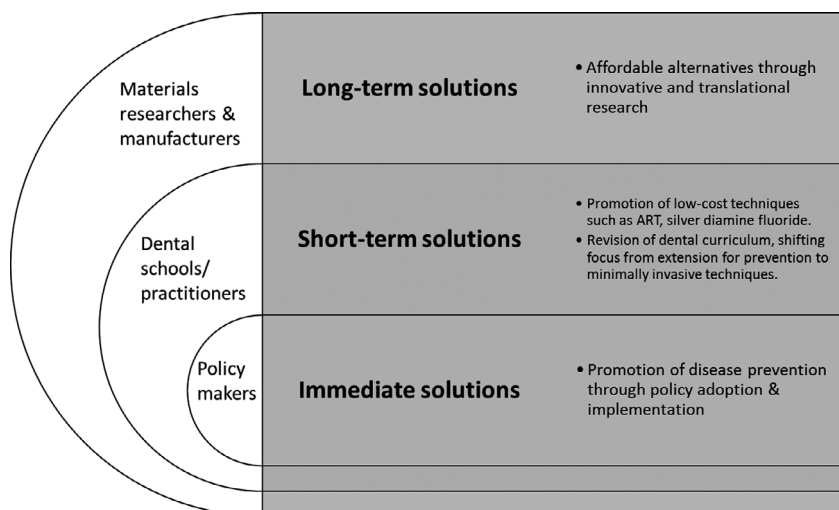 Materials
researchers &
manufacturers
Long-term solutions
• Affordable alternatives through
innovative and translational
research
Dental
schools/
practitioners
Short-term solutions
• Promotion of low-cost techniques
such as ART, silver diamine fluoride.
• Revision of dental curriculum, shifting
focus from extension for prevention to
minimally invasive techniques.
Policy
makers
Immediate solutions
• Promotion of disease prevention
through policy adoption &
implementation